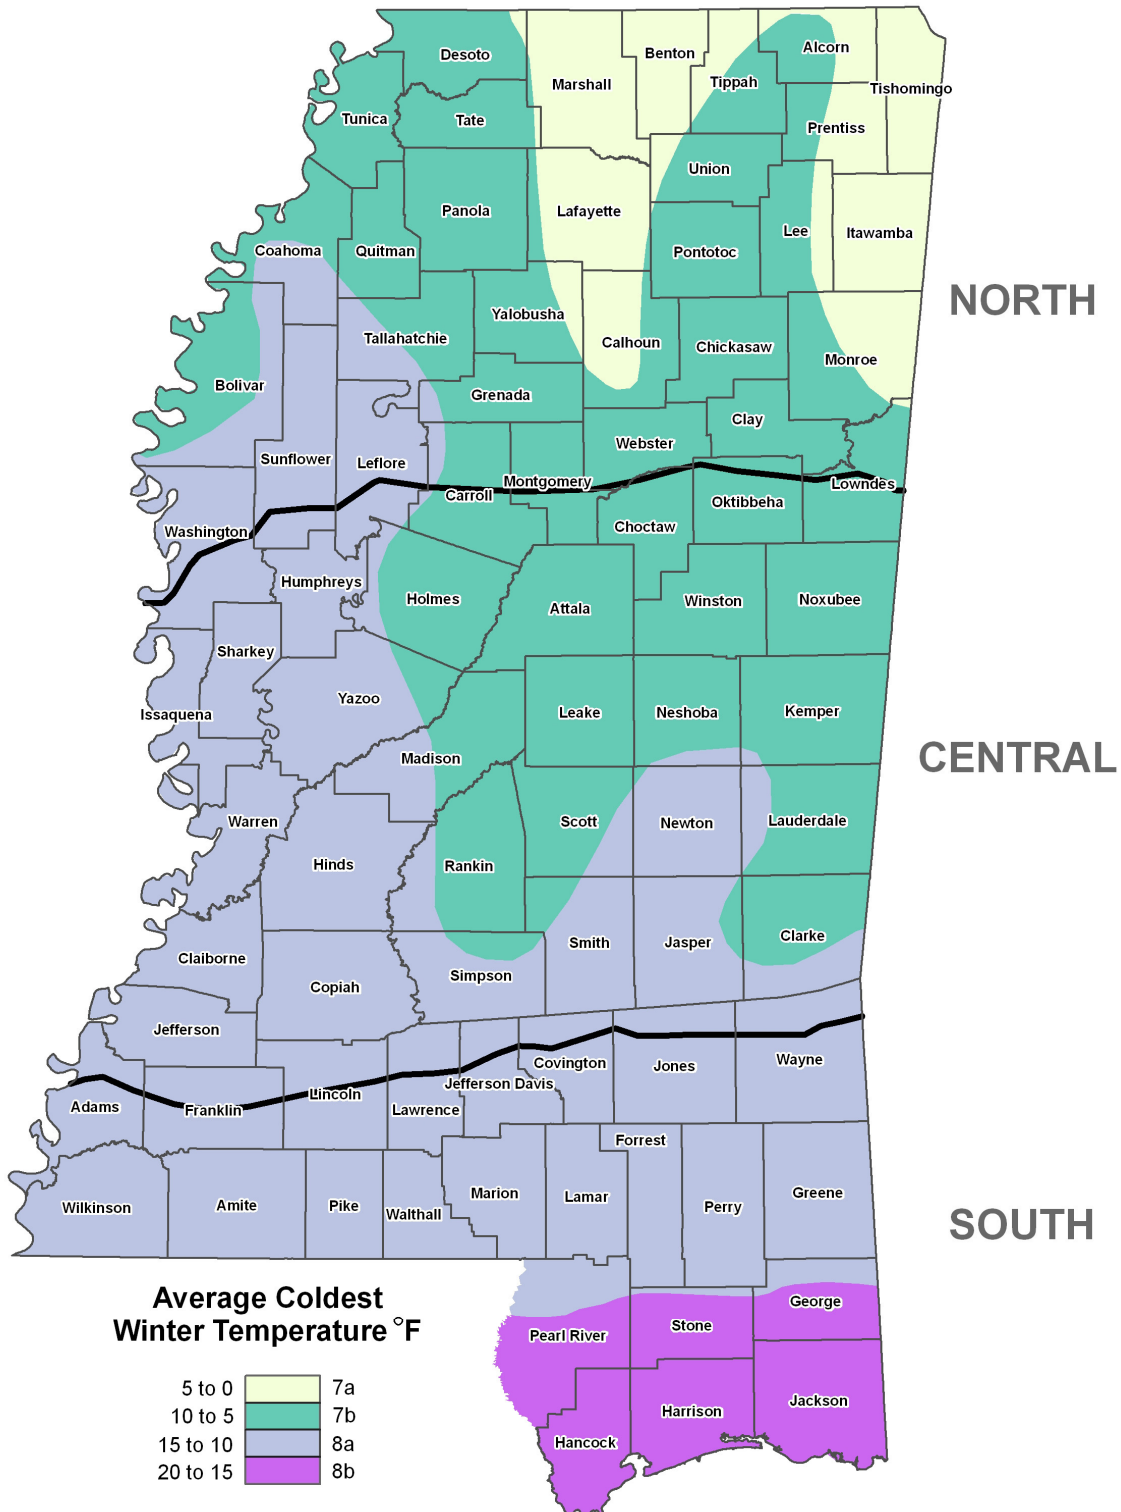 Desoto
Benton
Alcorn
Marshall
Tippah
Tishomingo
Tunica
Tate
Prentiss
Union
Panola
Lafayette
Lee
Itawamba
Coahoma
Quitman
Pontotoc
NORTH
Yalobusha
Tallahatchie
Calhoun
Chickasaw
Monroe
Bolivar
Grenada
Clay
Webster
Sunflower
Leflore
Montgomery
Lowndes
Carroll
Oktibbeha
Washington
Choctaw
Humphreys
Holmes
Attala
Winston
Noxubee
Sharkey
Yazoo
Issaquena
Leake
Neshoba
Kemper
Madison
CENTRAL
Warren
Scott
Newton
Lauderdale
Hinds
Rankin
Claiborne
Smith
Jasper
Clarke
Simpson
Copiah
Jefferson
Covington
Jones
Wayne
Jefferson Davis
Lincoln
Adams
Franklin
Lawrence
Forrest
Wilkinson
Amite
Pike
Walthall
Marion
Lamar
Perry
Greene
SOUTH
Average Coldest
Winter Temperature °F
George
Stone
Pearl River
5 to 0 7a
10 to 5 7b
15 to 10 8a
20 to 15 8b
Jackson
Harrison
Hancock